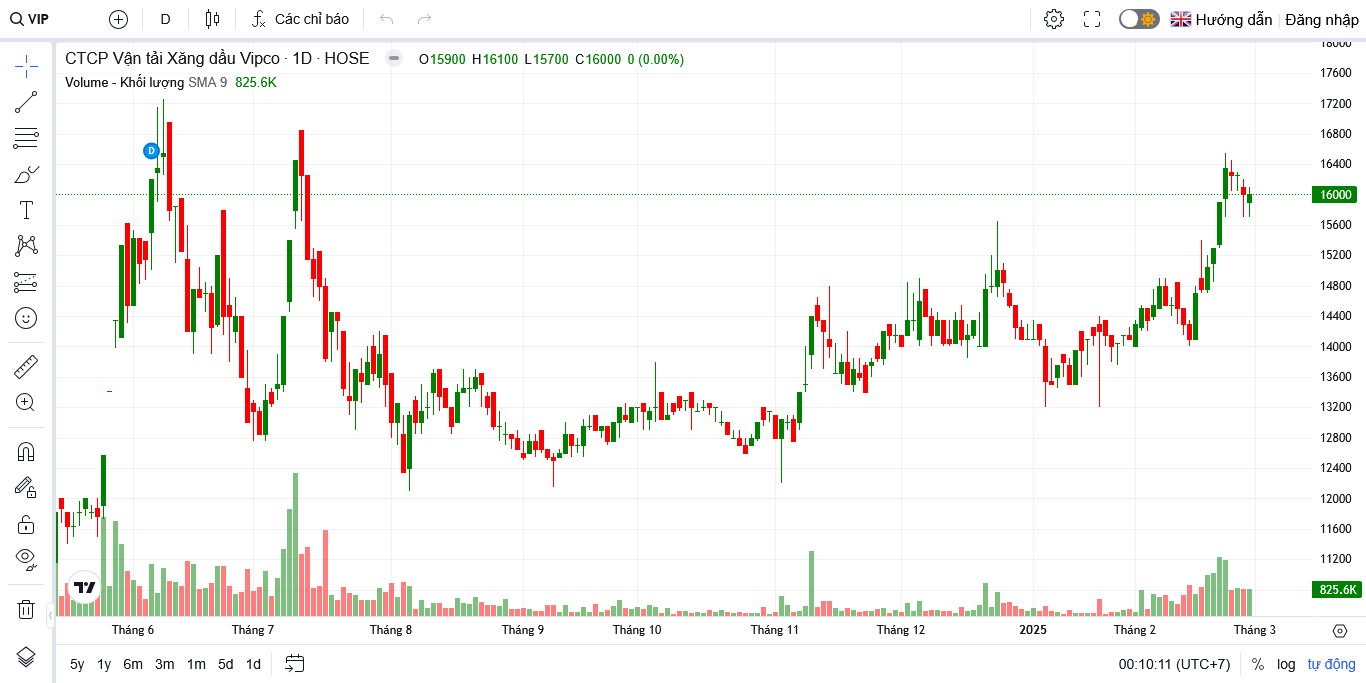 VIP D Các chỉ báo Hướng dẫn Đăng nhập
CTCP Vận tải Xăng dầu Vipco · 1D · HOSE O15900 H16100 L15700 C16000 0 (0.00%)
Volume - Khối lượng SMA 9 825.6K
D
18000
17600
17200
16800
16400
16000
15600
15200
14800
14400
14000
13600
13200
12800
12400
12000
11600
11200
825.6K
Tháng 6 Tháng 7 Tháng 8 Tháng 9 Tháng 10 Tháng 11 Tháng 12 2025 Tháng 2 Tháng 3
5y 1y 6m 3m 1m 5d 1d 00:10:11 (UTC+7) % log tự động